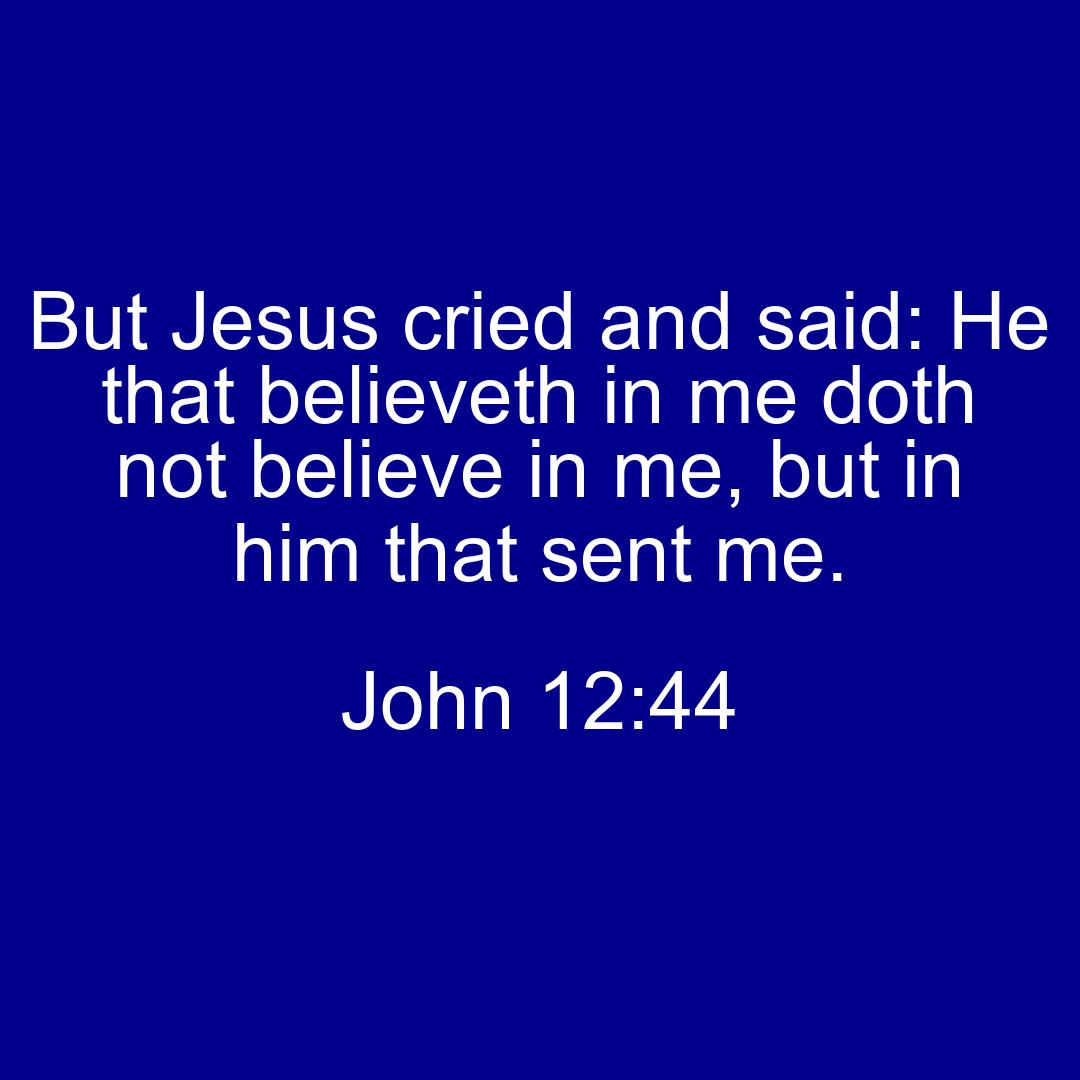 But Jesus cried and said: He
that believeth in me doth
not believe in me, but in
him that sent me.
John 12:44